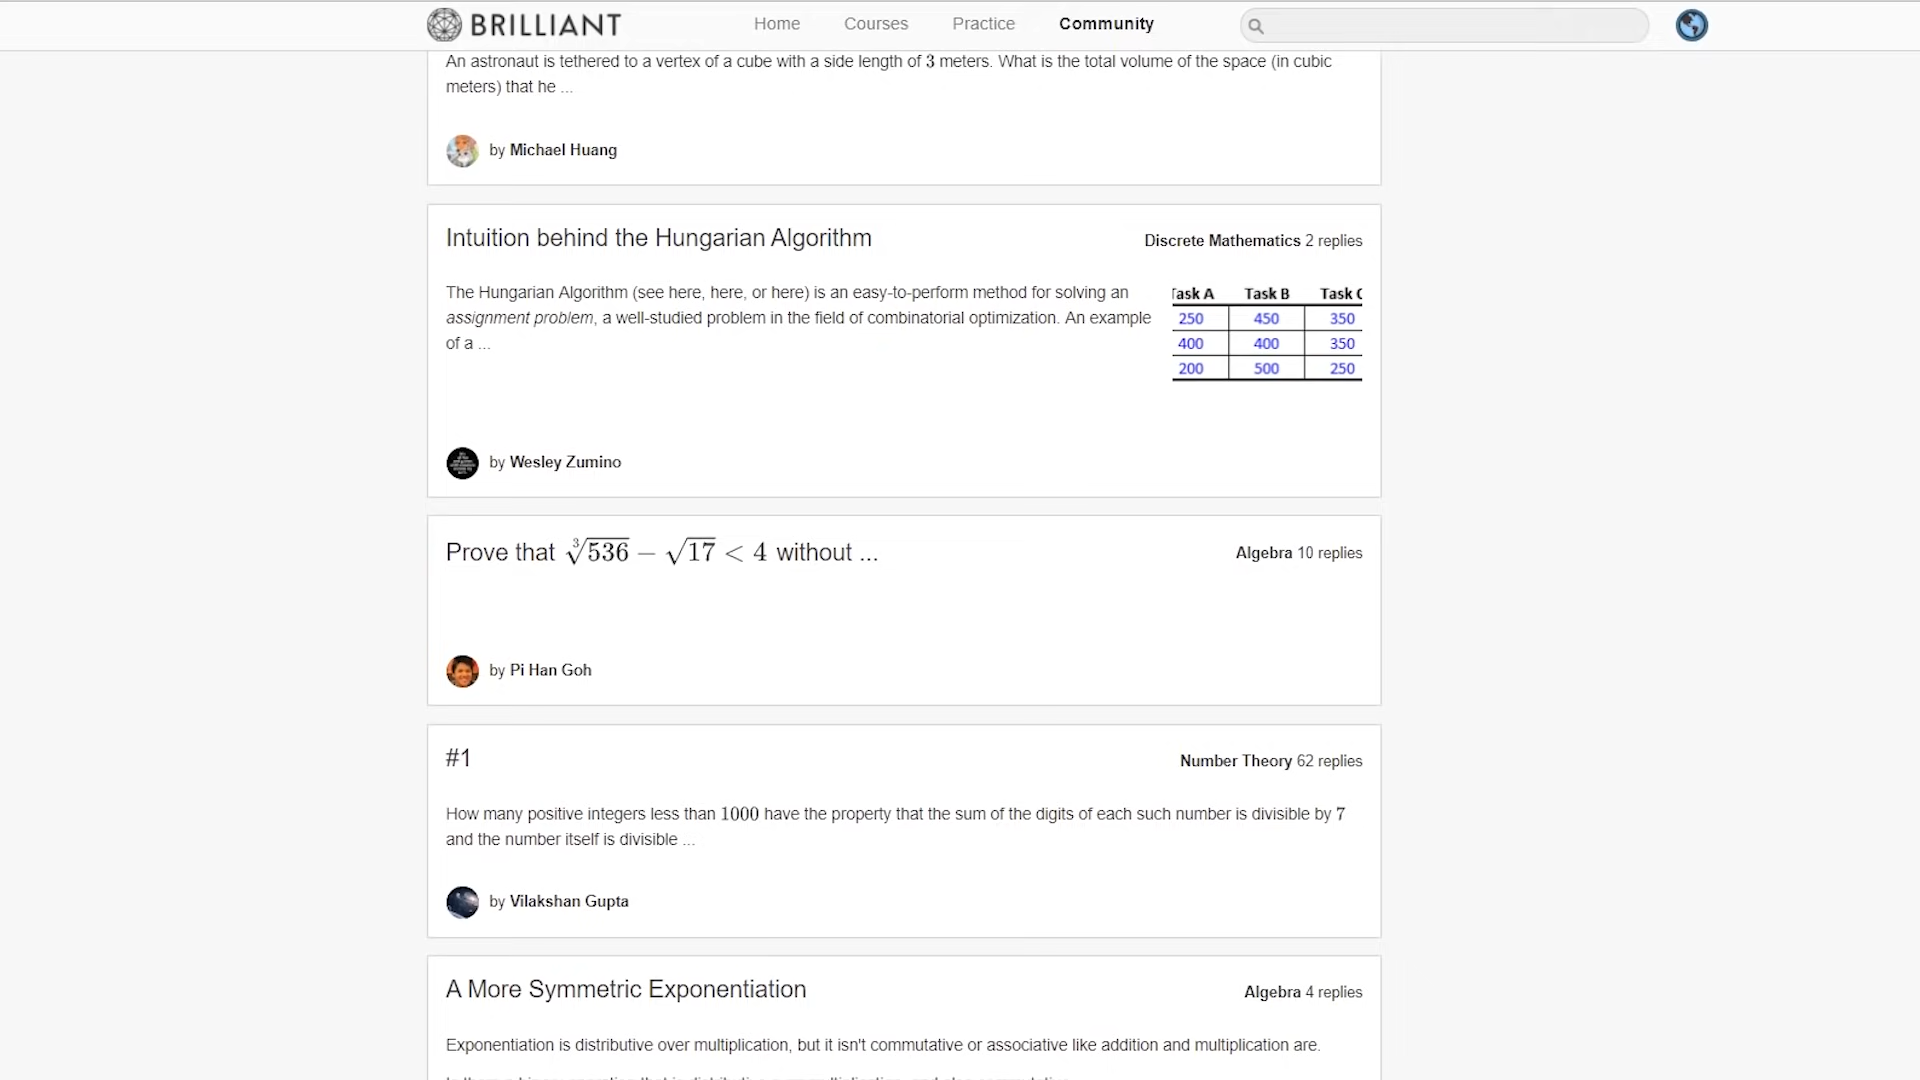 BRILLIANT Home Courses Practice Community
An astronaut is tethered to a vertex of a cube with a side length of 3 meters. What is the total volume of the space (in cubic
meters) that he ...
by Michael Huang
Intuition behind the Hungarian Algorithm
Discrete Mathematics 2 replies
The Hungarian Algorithm (see here, here, or here) is an easy-to-perform method for solving an
assignment problem, a well-studied problem in the field of combinatorial optimization. An example
of a ...
Task A Task B Task C
250 450 350
400 400 350
200 500 250
by Wesley Zumino
Prove that ∛536 − √17 < 4 without ...
Algebra 10 replies
by Pi Han Goh
#1
Number Theory 62 replies
How many positive integers less than 1000 have the property that the sum of the digits of each such number is divisible by 7
and the number itself is divisible ...
by Vilakshan Gupta
A More Symmetric Exponentiation
Algebra 4 replies
Exponentiation is distributive over multiplication, but it isn't commutative or associative like addition and multiplication are.